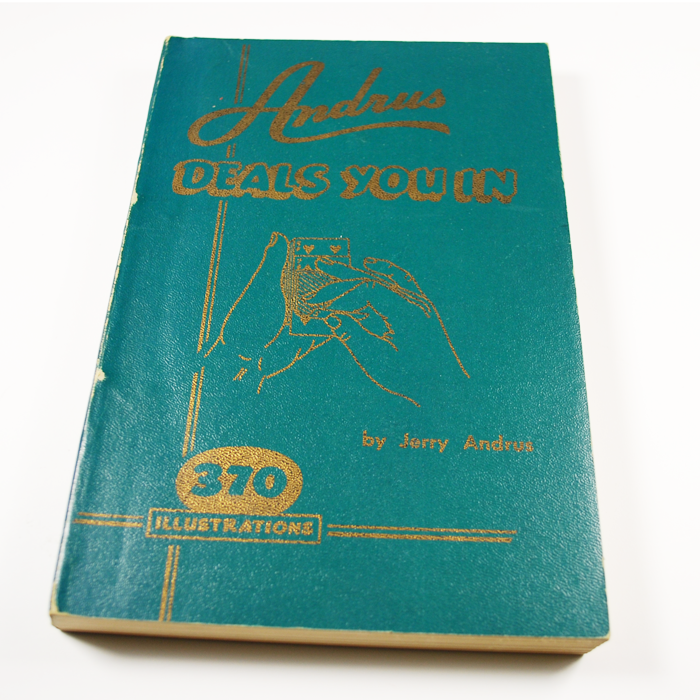 Andrus
DEALS YOU IN
by Jerry Andrus
370
ILLUSTRATIONS